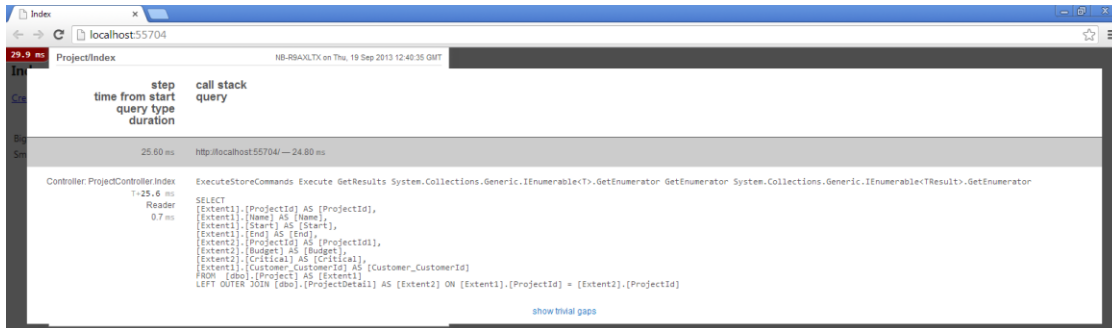 Index
localhost:55704
29.9 ms
Project/Index
NB-R9AXLTX on Thu, 19 Sep 2013 12:40:35 GMT
Ind
Cre
Big
Sm
step
time from start
query type
duration
call stack
query
25.60 ms
http://localhost:55704/ — 24.80 ms
Controller: ProjectController.Index
T+25.6 ms
Reader
0.7 ms
ExecuteStoreCommands Execute GetResults System.Collections.Generic.IEnumerable<T>.GetEnumerator GetEnumerator System.Collections.Generic.IEnumerable<TResult>.GetEnumerator
SELECT
[Extent1].[ProjectId] AS [ProjectId],
[Extent1].[Name] AS [Name],
[Extent1].[Start] AS [Start],
[Extent1].[End] AS [End],
[Extent2].[ProjectId] AS [ProjectId1],
[Extent2].[Budget] AS [Budget],
[Extent2].[Critical] AS [Critical],
[Extent1].[Customer_CustomerId] AS [Customer_CustomerId]
FROM [dbo].[Project] AS [Extent1]
LEFT OUTER JOIN [dbo].[ProjectDetail] AS [Extent2] ON [Extent1].[ProjectId] = [Extent2].[ProjectId]
show trivial gaps